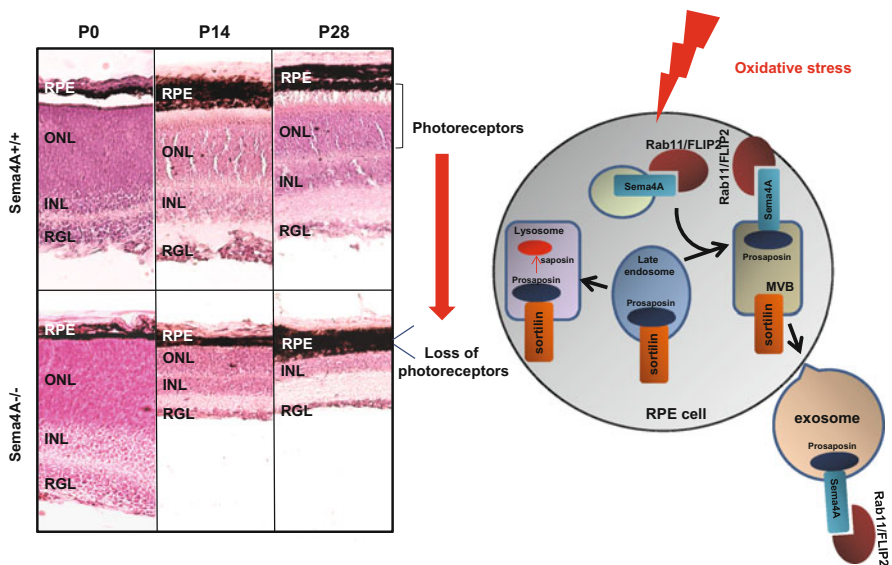 P0
P14
P28
Sema4A+/+
RPE
ONL
INL
RGL
RPE
ONL
INL
RGL
RPE
ONL
INL
RGL
Photoreceptors
Sema4A-/-
RPE
ONL
INL
RGL
RPE
ONL
INL
RGL
RPE
INL
RGL
Loss of
photoreceptors
Oxidative stress
Rab11/FLIP2
Sema4A
Rab11/FLIP2
Sema4A
Prosaposin
MVB
sortilin
Lysosome
saposin
Prosaposin
sortilin
Late
endosome
Prosaposin
sortilin
RPE cell
exosome
Prosaposin
Sema4A
Rab11/FLIP2